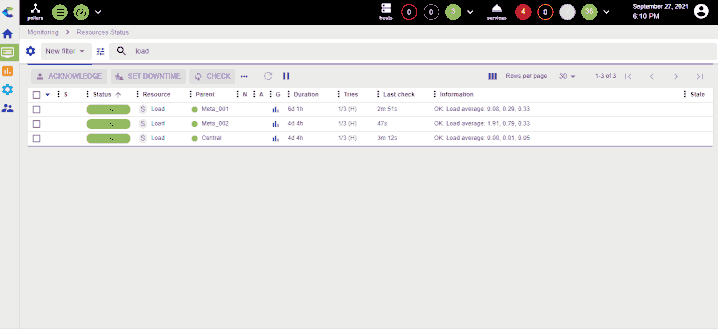 pollers
hosts
0
0
3
services
4
0
36
September 27, 2021
6:10 PM
Monitoring > Resources Status
New filter
load
ACKNOWLEDGE
SET DOWNTIME
CHECK
Rows per page 30 1-3 of 3
S Status Resource Parent N A G Duration Tries Last check Information State
S Load Meta_001 6d 1h 1/3 (H) 2m 51s OK: Load average: 0.08, 0.29, 0.33
S Load Meta_002 4d 4h 1/3 (H) 47s OK: Load average: 1.91, 0.79, 0.33
S Load Central 4d 4h 1/3 (H) 3m 12s OK: Load average: 0.00, 0.01, 0.05